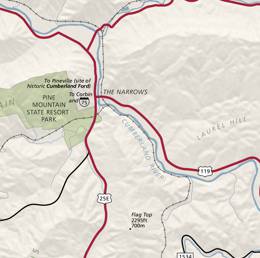 To Pineville (site of
historic Cumberland Ford)
To Corbin
and 75
THE NARROWS
PINE
MOUNTAIN
STATE RESORT
PARK
CUMBERLAND RIVER
LAUREL HILL
119
25E
Flag Top
2295ft
700m
1534